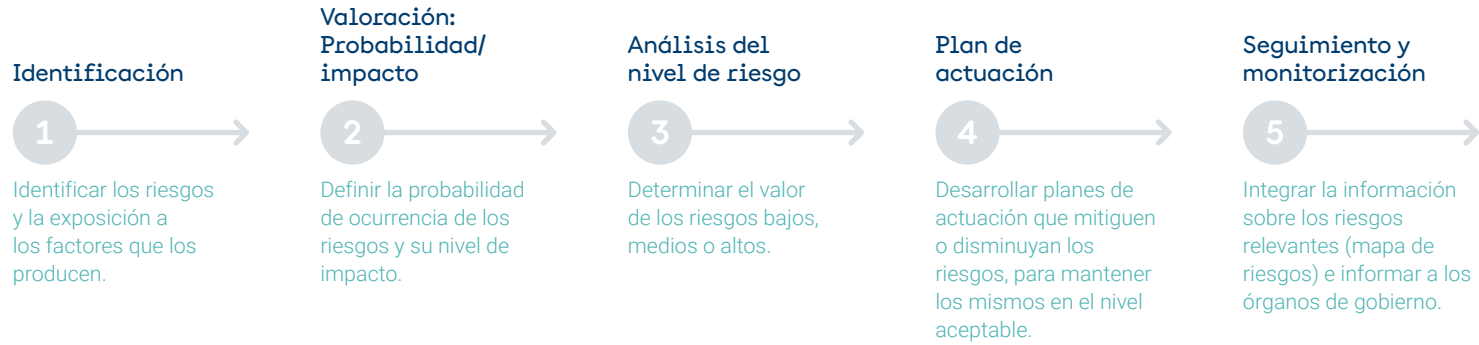 Identificación
1
Identificar los riesgos
y la exposición a
los factores que los
producen.
Valoración:
Probabilidad/
impacto
2
Definir la probabilidad
de ocurrencia de los
riesgos y su nivel de
impacto.
Análisis del
nivel de riesgo
3
Determinar el valor
de los riesgos bajos,
medios o altos.
Plan de
actuación
4
Desarrollar planes de
actuación que mitiguen
o disminuyan los
riesgos, para mantener
los mismos en el nivel
aceptable.
Seguimiento y
monitorización
5
Integrar la información
sobre los riesgos
relevantes (mapa de
riesgos) e informar a los
órganos de gobierno.